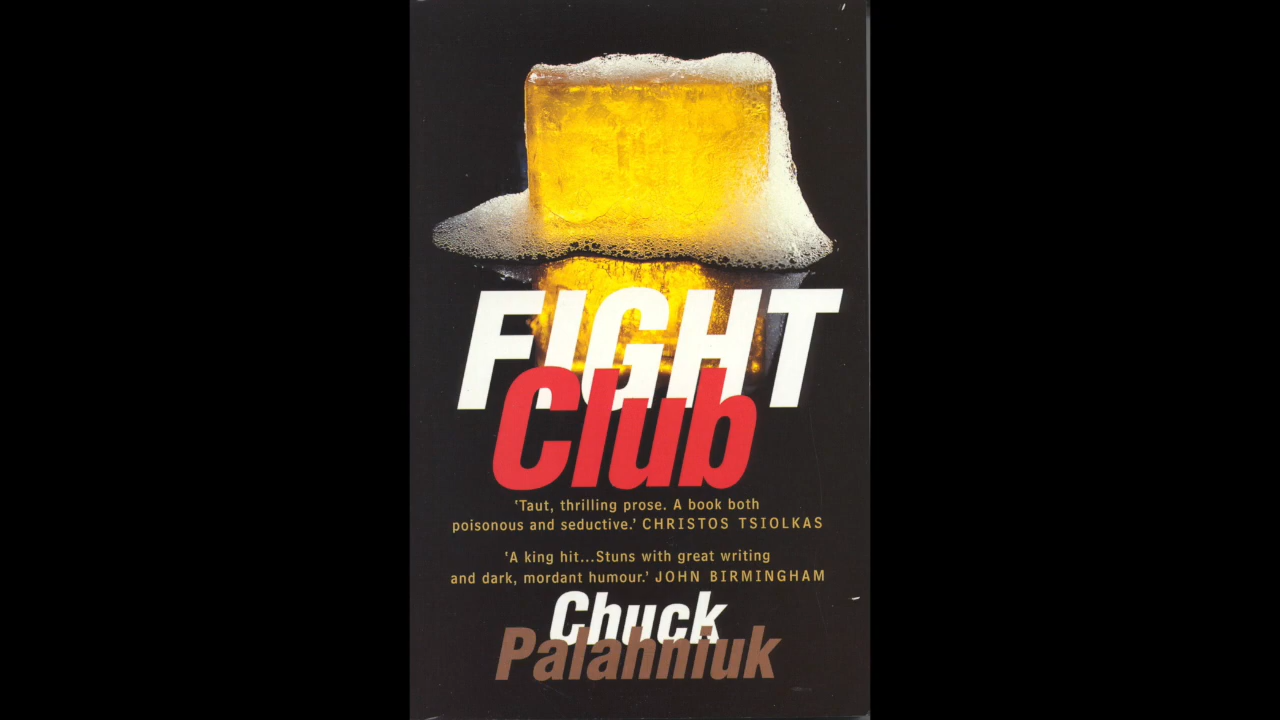 FIGHT
Club
‛Taut, thrilling prose. A book both
poisonous and seductive.’ CHRISTOS TSIOLKAS
‛A king hit...Stuns with great writing
and dark, mordant humour.’ JOHN BIRMINGHAM
Chuck
Palahniuk